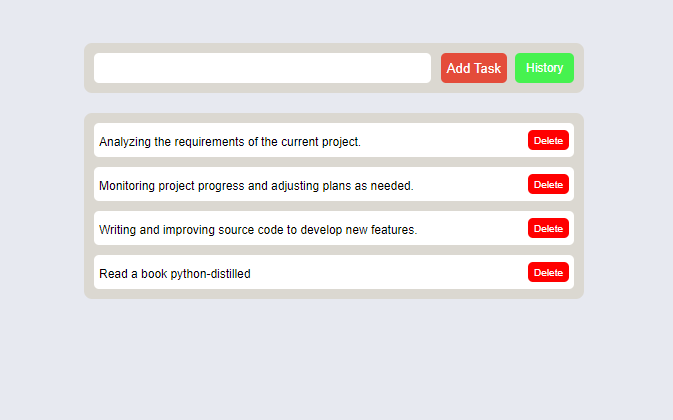 Add Task
History
Analyzing the requirements of the current project.
Delete
Monitoring project progress and adjusting plans as needed.
Delete
Writing and improving source code to develop new features.
Delete
Read a book python-distilled
Delete